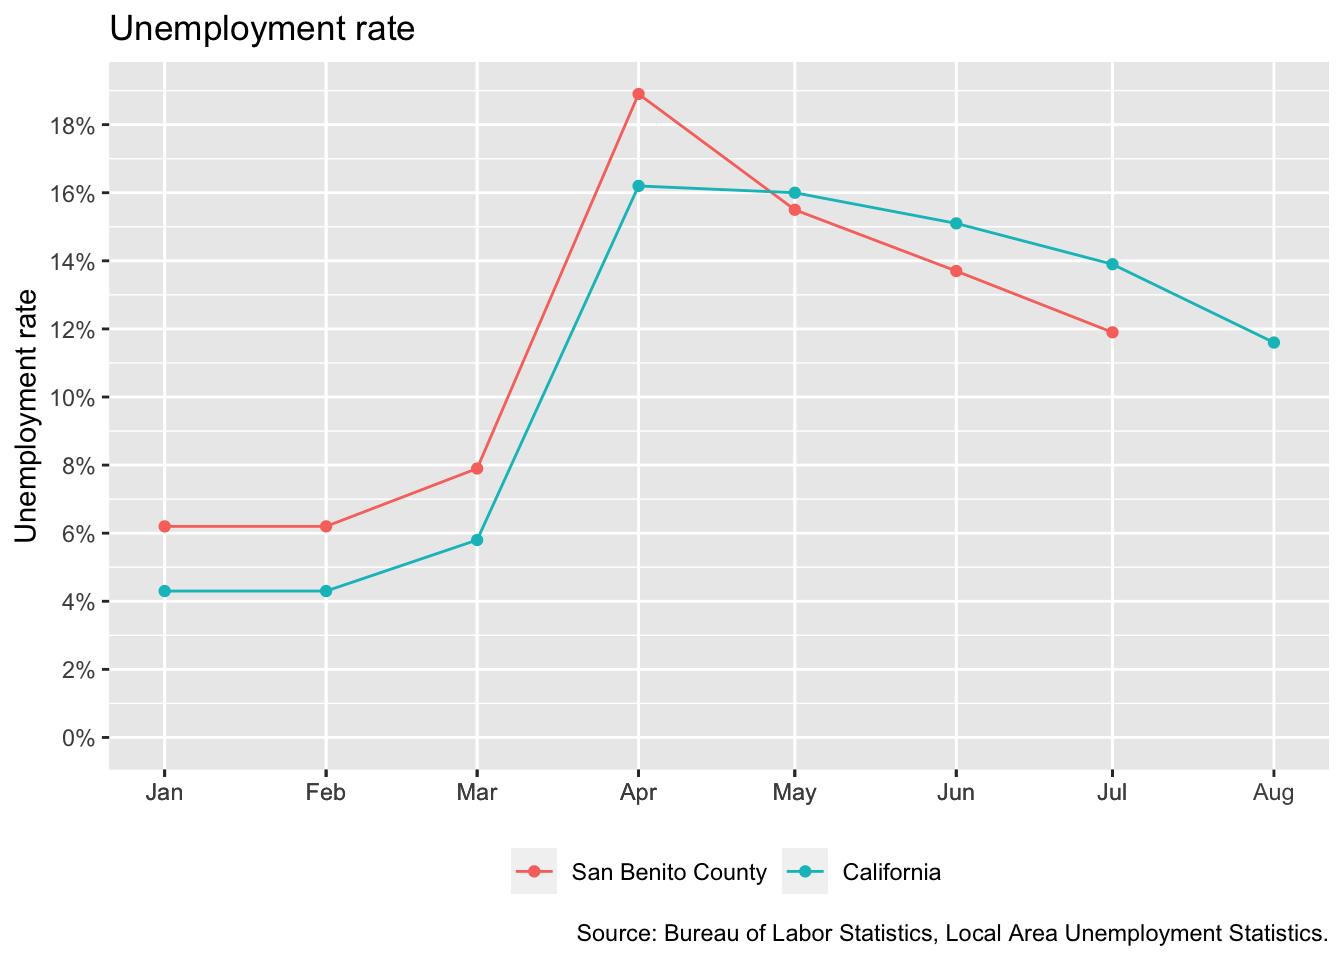 Unemployment rate
Unemployment rate
18%
16%
14%
12%
10%
8%
6%
4%
2%
0%
Jan Feb Mar Apr May Jun Jul Aug
San Benito County California
Source: Bureau of Labor Statistics, Local Area Unemployment Statistics.